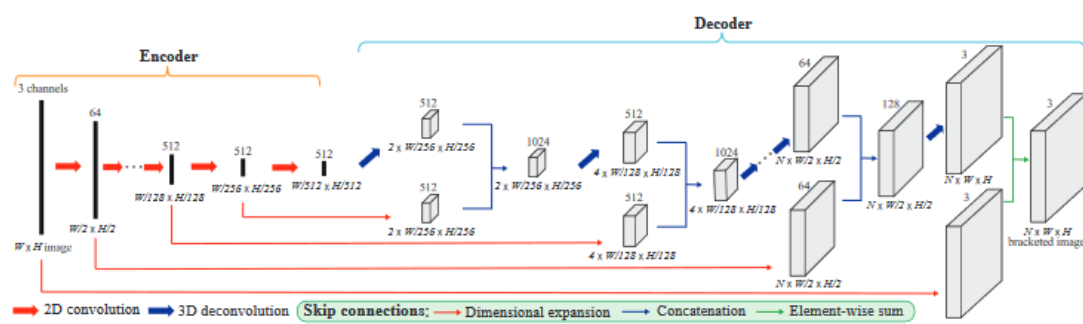 Decoder
Encoder
3 channels
64
512
512
512
512
1024
512
1024
64
128
3
3
W x H image
W/2 x H/2
W/128 x H/128
W/256 x H/256
W/512 x H/512
2 x W/256 x H/256
2 x W/256 x H/256
4 x W/128 x H/128
4 x W/128 x H/128
N x W/2 x H/2
N x W x H
N x W x H
bracketed image
512
2 x W/256 x H/256
512
4 x W/128 x H/128
64
N x W/2 x H/2
3
2D convolution
3D deconvolution
Skip connections:
Dimensional expansion
Concatenation
Element-wise sum